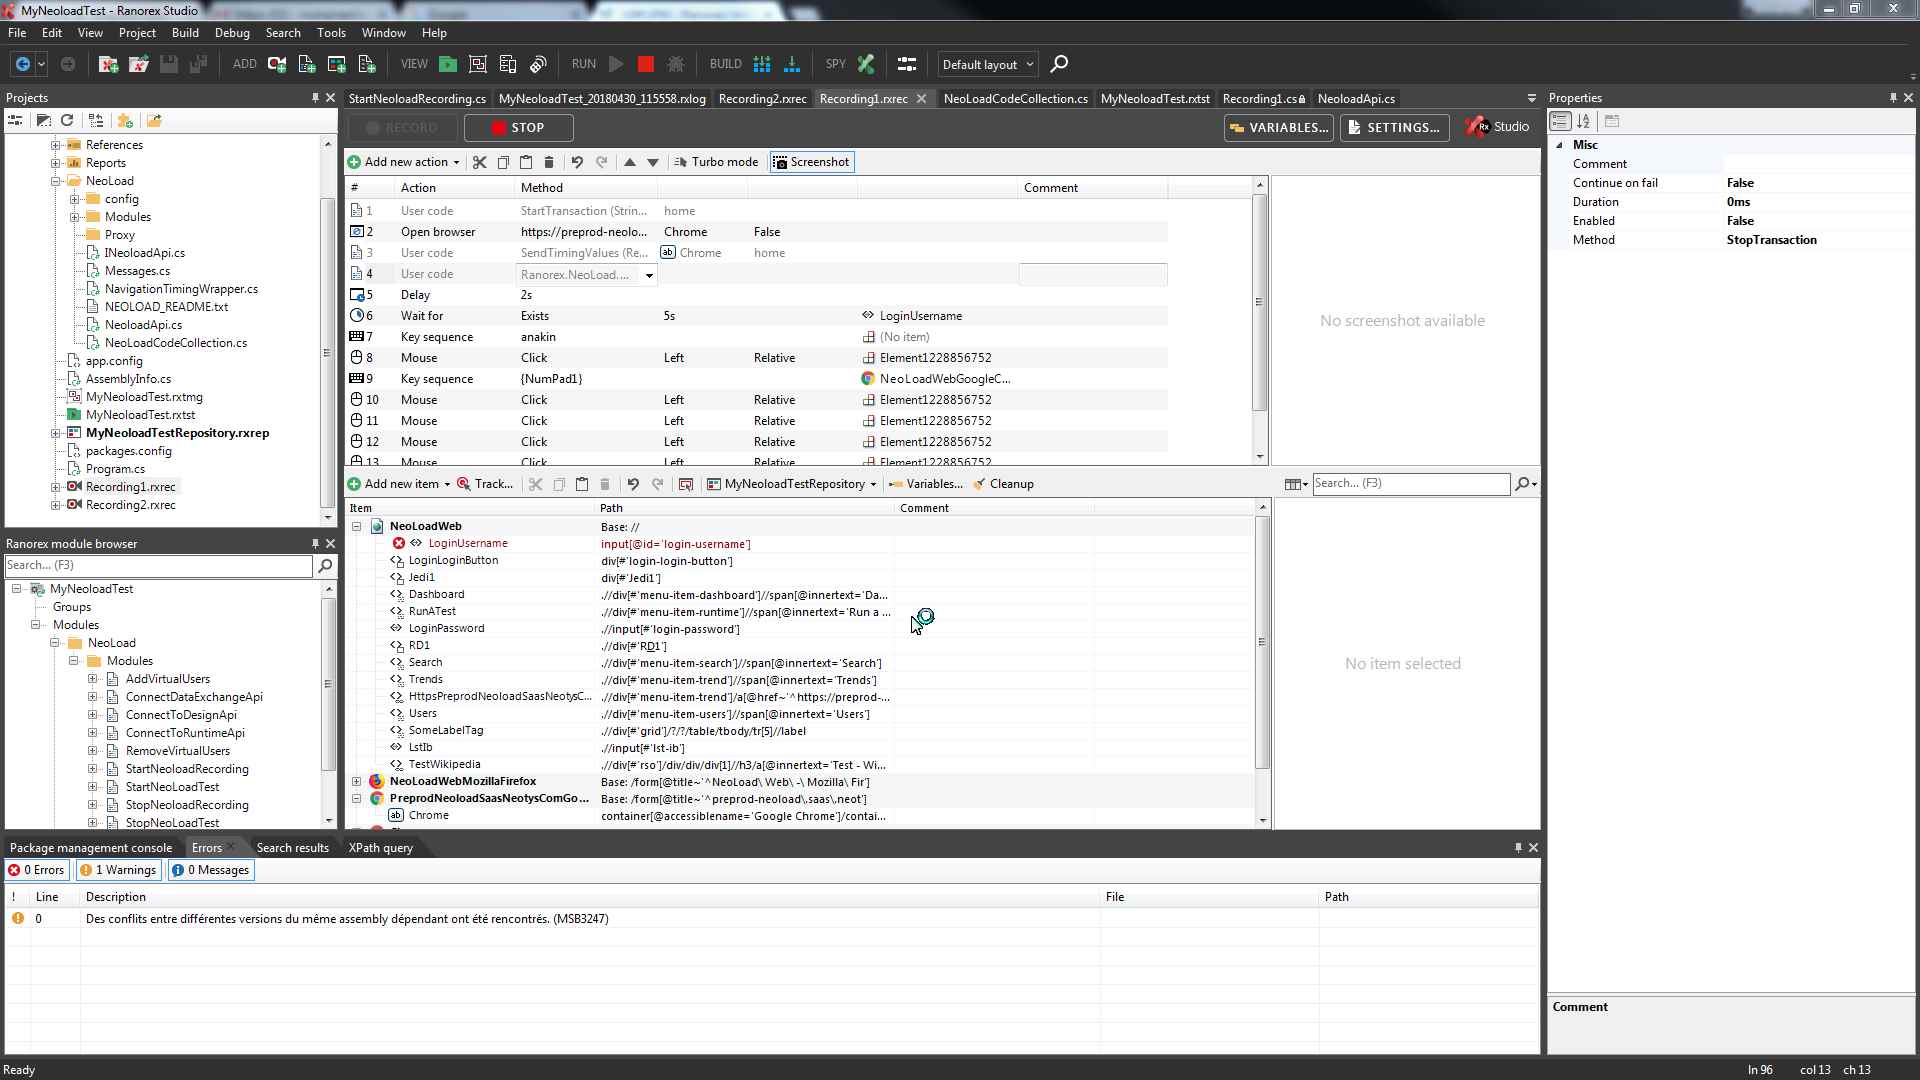 MyNeoloadTest - Ranorex Studio
File Edit View Project Build Debug Search Tools Window Help
ADD VIEW RUN BUILD SPY Default layout
Projects
References
Reports
NeoLoad
config
Modules
Proxy
INeoloadApi.cs
Messages.cs
NavigationTimingWrapper.cs
NEOLOAD_README.txt
NeoloadApi.cs
NeoLoadCodeCollection.cs
app.config
AssemblyInfo.cs
MyNeoloadTest.rxtmg
MyNeoloadTest.rxtst
MyNeoloadTestRepository.rxrep
packages.config
Program.cs
Recording1.rxrec
Recording2.rxrec
Ranorex module browser
Search... (F3)
MyNeoloadTest
Groups
Modules
NeoLoad
Modules
AddVirtualUsers
ConnectDataExchangeApi
ConnectToDesignApi
ConnectToRuntimeApi
RemoveVirtualUsers
StartNeoloadRecording
StartNeoLoadTest
StopNeoloadRecording
StopNeoLoadTest
StartNeoloadRecording.cs MyNeoloadTest_20180430_115558.rxlog Recording2.rxrec Recording1.rxrec NeoLoadCodeCollection.cs MyNeoloadTest.rxtst Recording1.cs NeoloadApi.cs
RECORD STOP VARIABLES... SETTINGS... Rx Studio
Add new action Turbo mode Screenshot
# Action Method Comment
1 User code StartTransaction (Strin... home
2 Open browser https://preprod-neolo... Chrome False
3 User code SendTimingValues (Re... ab Chrome home
4 User code Ranorex.NeoLoad....
5 Delay 2s
6 Wait for Exists 5s LoginUsername
7 Key sequence anakin (No item)
8 Mouse Click Left Relative Element1228856752
9 Key sequence {NumPad1} NeoLoadWebGoogleC...
10 Mouse Click Left Relative Element1228856752
11 Mouse Click Left Relative Element1228856752
12 Mouse Click Left Relative Element1228856752
13 Mouse Click Left Relative Element1228856752
No screenshot available
Add new item Track... MyNeoloadTestRepository Variables... Cleanup Search... (F3)
Item Path Comment
NeoLoadWeb Base: //
LoginUsername input[@id='login-username']
LoginLoginButton div[#'login-login-button']
Jedi1 div[#'Jedi1']
Dashboard .//div[#'menu-item-dashboard']//span[@innertext='Da...
RunATest .//div[#'menu-item-runtime']//span[@innertext='Run a ...
LoginPassword .//input[#'login-password']
RD1 .//div[#'RD1']
Search .//div[#'menu-item-search']//span[@innertext='Search']
Trends .//div[#'menu-item-trend']//span[@innertext='Trends']
HttpsPreprodNeoloadSaasNeotysC... .//div[#'menu-item-trend']/a[@href~'^https://preprod-...
Users .//div[#'menu-item-users']//span[@innertext='Users']
SomeLabelTag .//div[#'grid']/?/?/table/tbody/tr[5]//label
LstIb .//input[#'lst-ib']
TestWikipedia .//div[#'rso']/div/div/div[1]//h3/a[@innertext='Test - Wi...
NeoLoadWebMozillaFirefox Base: /form[@title~'^NeoLoad\ Web\ -\ Mozilla\ Fir']
PreprodNeoloadSaasNeotysComGo... Base: /form[@title~'^preprod-neoload\.saas\.neot']
ab Chrome container[@accessiblename='Google Chrome']/contai...
No item selected
Properties
Misc
Comment
Continue on fail False
Duration 0ms
Enabled False
Method StopTransaction
Comment
Package management console Errors Search results XPath query
0 Errors 1 Warnings 0 Messages
! Line Description File Path
0 Des conflits entre différentes versions du même assembly dépendant ont été rencontrés. (MSB3247)
Ready ln 96 col 13 ch 13